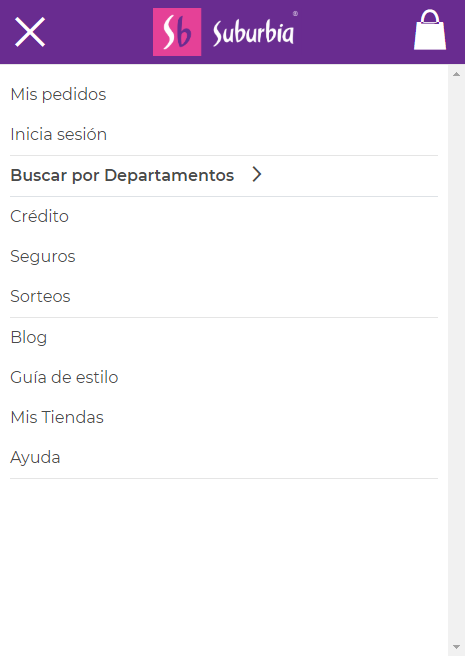 Sb Suburbia®
Mis pedidos
Inicia sesión
Buscar por Departamentos
Crédito
Seguros
Sorteos
Blog
Guía de estilo
Mis Tiendas
Ayuda